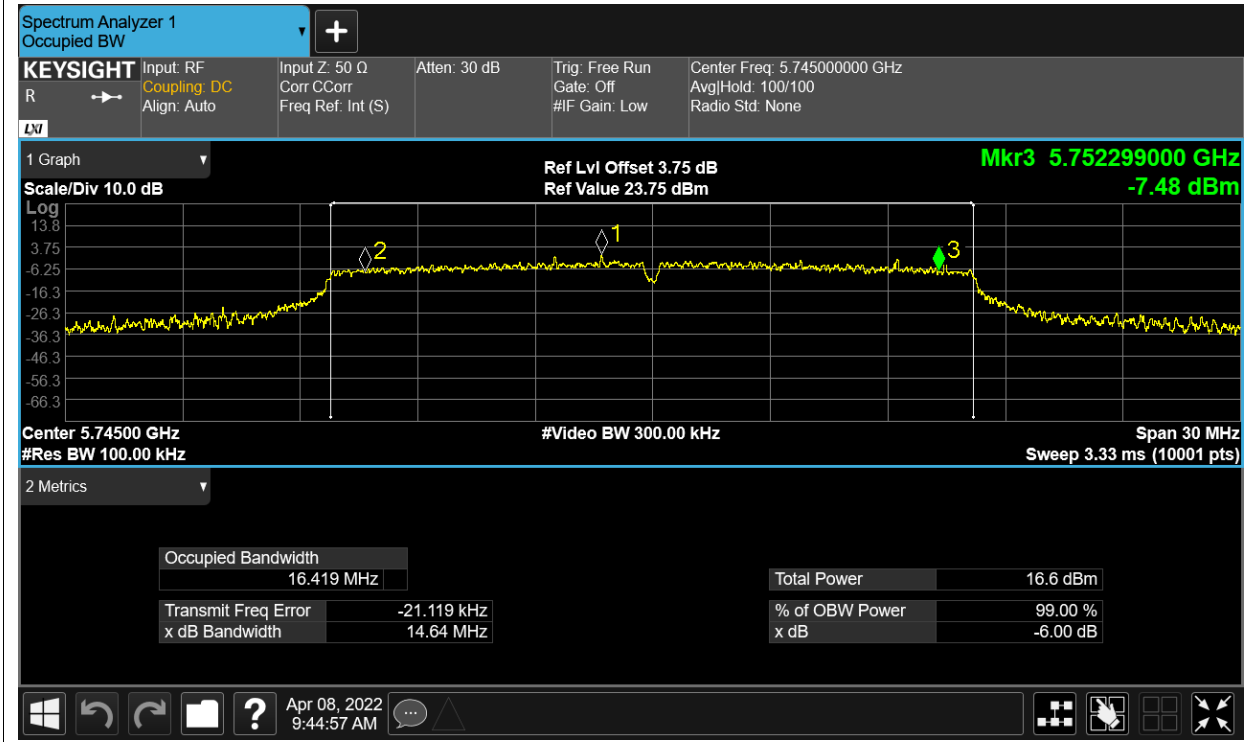 Spectrum Analyzer 1
Occupied BW
▼
+
KEYSIGHT
R
LXI
Input: RF
Coupling: DC
Align: Auto
Input Z: 50 Ω
Corr CCorr
Freq Ref: Int (S)
Atten: 30 dB
Trig: Free Run
Gate: Off
#IF Gain: Low
Center Freq: 5.745000000 GHz
Avg|Hold: 100/100
Radio Std: None
1 Graph ▼
Scale/Div 10.0 dB
Ref Lvl Offset 3.75 dB
Ref Value 23.75 dBm
Mkr3 5.752299000 GHz
-7.48 dBm
Log
13.8
3.75
-6.25
-16.3
-26.3
-36.3
-46.3
-56.3
-66.3
2
1
3
Center 5.74500 GHz
#Res BW 100.00 kHz
#Video BW 300.00 kHz
Span 30 MHz
Sweep 3.33 ms (10001 pts)
2 Metrics ▼
Occupied Bandwidth
16.419 MHz
Transmit Freq Error -21.119 kHz
x dB Bandwidth 14.64 MHz
Total Power 16.6 dBm
% of OBW Power 99.00 %
x dB -6.00 dB
?
Apr 08, 2022
9:44:57 AM